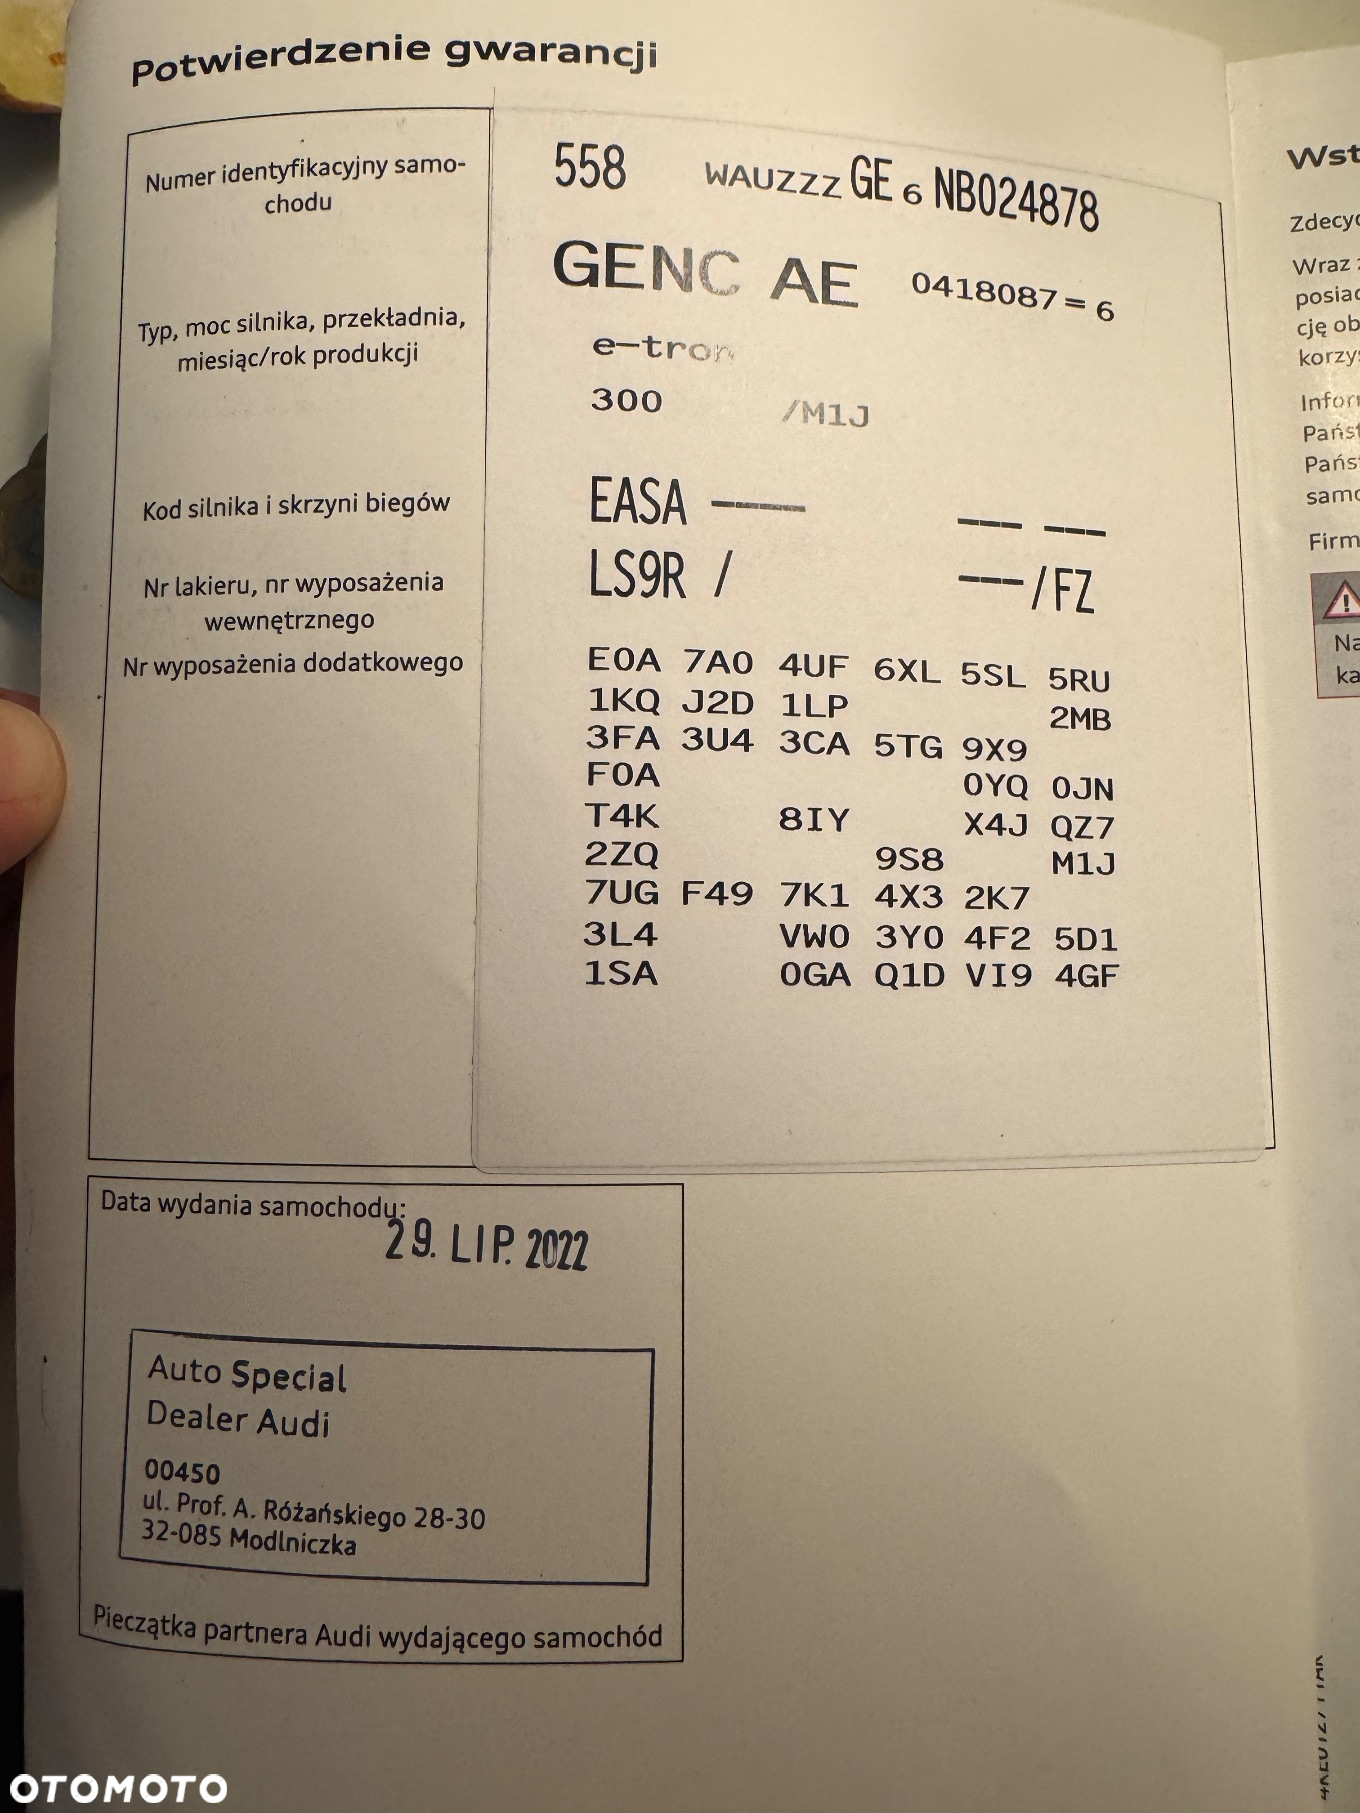 Potwierdzenie gwarancji
Numer identyfikacyjny samo-
chodu
558 WAUZZZ GE 6 NB024878
GENC AE 0418087 = 6
Typ, moc silnika, przekładnia,
miesiąc/rok produkcji
e-tron
300 /M1J
Kod silnika i skrzyni biegów
EASA ---- --- ---
Nr lakieru, nr wyposażenia
wewnętrznego
LS9R / ---/FZ
Nr wyposażenia dodatkowego
E0A 7A0 4UF 6XL 5SL 5RU
1KQ J2D 1LP 2MB
3FA 3U4 3CA 5TG 9X9
F0A 0YQ 0JN
T4K 8IY X4J QZ7
2ZQ 9S8 M1J
7UG F49 7K1 4X3 2K7
3L4 VW0 3Y0 4F2 5D1
1SA 0GA Q1D VI9 4GF
Data wydania samochodu:
29. LIP. 2022
Auto Special
Dealer Audi
00450
ul. Prof. A. Różańskiego 28-30
32-085 Modlniczka
Pieczątka partnera Audi wydającego samochód
Wst
Zdecyd
Wraz
posiad
cję ob
korzys
Infor
Państ
Pańs
samo
Firm
Na
ka
OTOMOTO